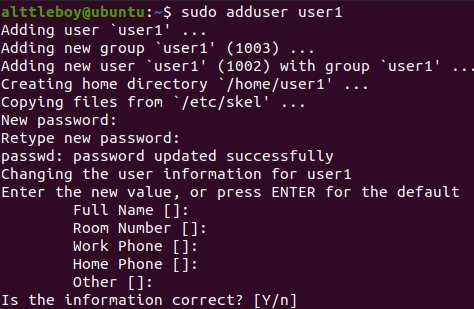 alttleboy@ubuntu:~$ sudo adduser user1
Adding user `user1' ...
Adding new group `user1' (1003) ...
Adding new user `user1' (1002) with group `user1' ...
Creating home directory `/home/user1' ...
Copying files from `/etc/skel' ...
New password:
Retype new password:
passwd: password updated successfully
Changing the user information for user1
Enter the new value, or press ENTER for the default
Full Name []:
Room Number []:
Work Phone []:
Home Phone []:
Other []:
Is the information correct? [Y/n]